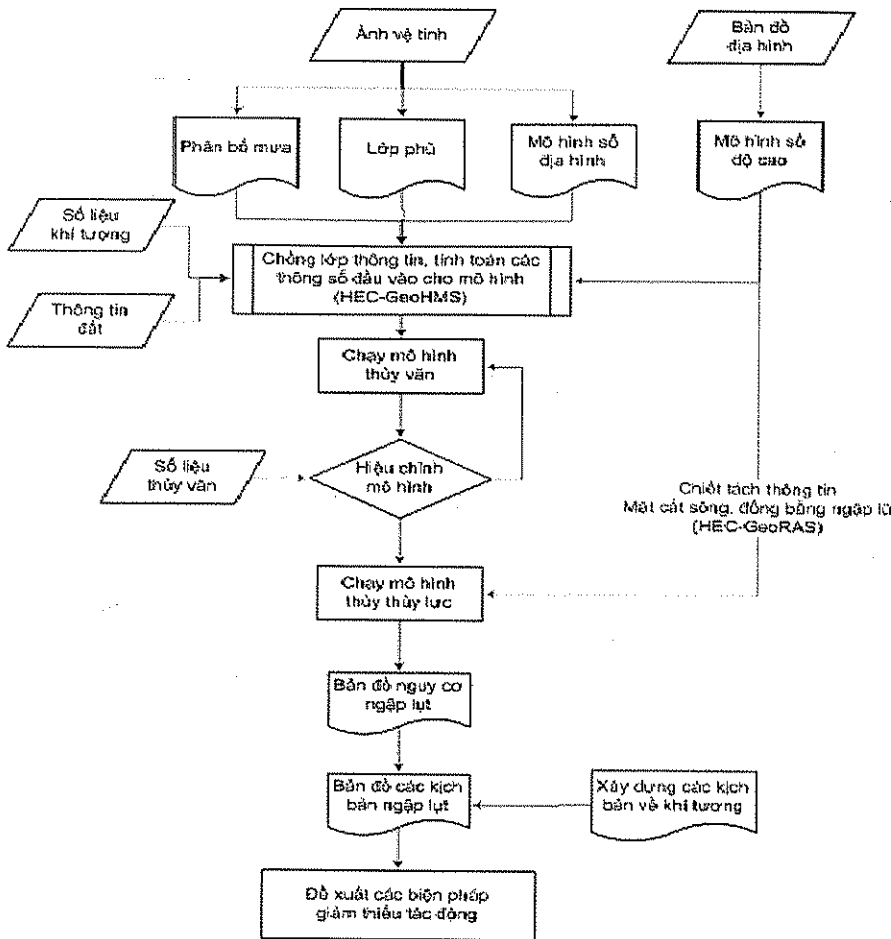 Ảnh vệ tinh
Bản đồ
địa hình
Phân bố mưa
Lớp phủ
Mô hình số
địa hình
Mô hình số
độ cao
Số liệu
khí tượng
Chồng lớp thông tin, tính toán các
thông số đầu vào cho mô hình
(HEC-GeoHMS)
Thông tin
đất
Chạy mô hình
thủy văn
Số liệu
thủy văn
Hiệu chỉnh
mô hình
Chiết tách thông tin
Mặt cắt sông, đồng bằng ngập lũ
(HEC-GeoRAS)
Chạy mô hình
thủy thủy lực
Bản đồ nguy cơ
ngập lụt
Bản đồ các kịch
bản ngập lụt
Xây dựng các kịch
bản về khí tương
Đề xuất các biện pháp
giảm thiểu tác động